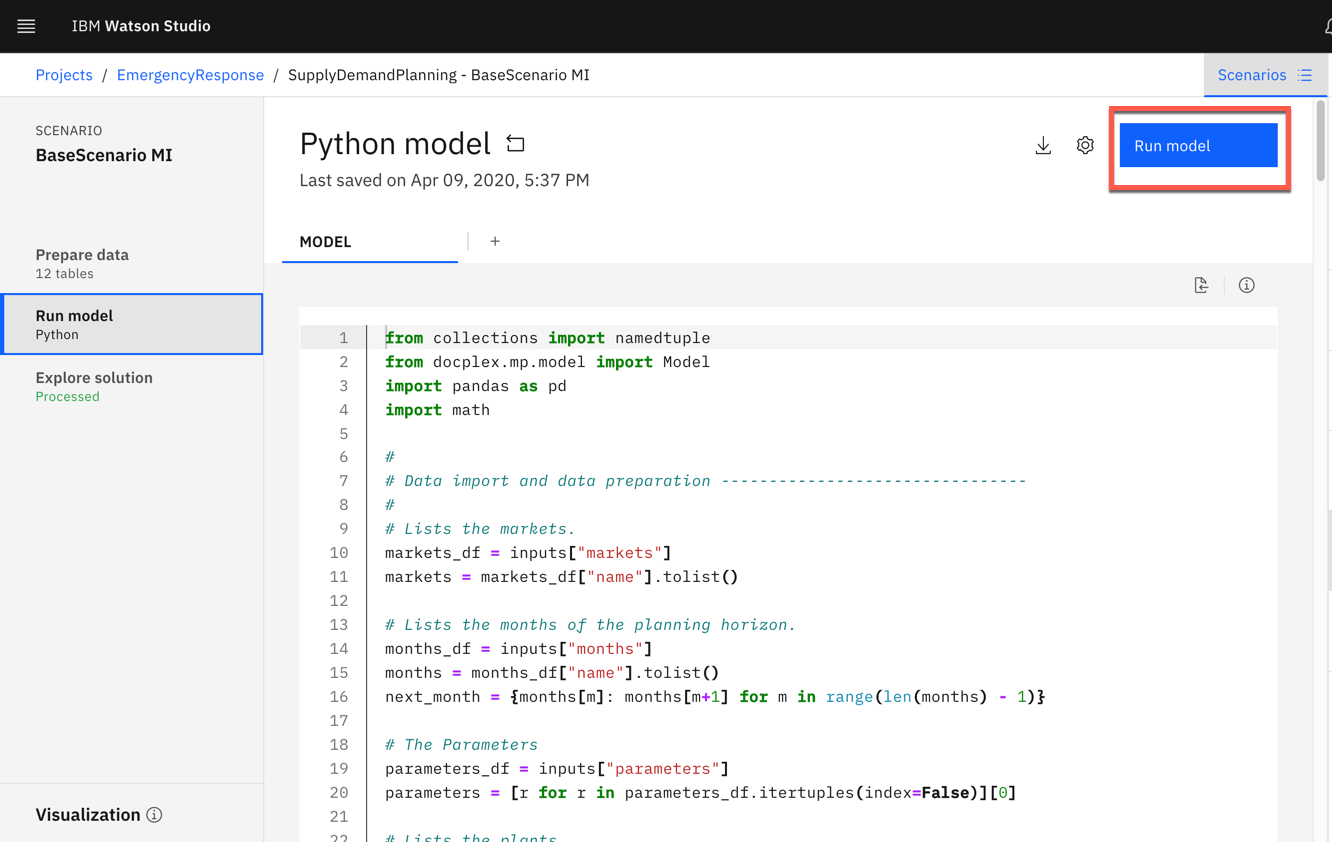 IBM Watson Studio
Projects / EmergencyResponse / SupplyDemandPlanning - BaseScenario MI
Scenarios
SCENARIO
BaseScenario MI
Prepare data
12 tables
Run model
Python
Explore solution
Processed
Visualization
Python model
Last saved on Apr 09, 2020, 5:37 PM
Run model
MODEL
+
1 from collections import namedtuple
2 from docplex.mp.model import Model
3 import pandas as pd
4 import math
5
6 #
7 # Data import and data preparation --------------------------------
8 #
9 # Lists the markets.
10 markets_df = inputs["markets"]
11 markets = markets_df["name"].tolist()
12
13 # Lists the months of the planning horizon.
14 months_df = inputs["months"]
15 months = months_df["name"].tolist()
16 next_month = {months[m]: months[m+1] for m in range(len(months) - 1)}
17
18 # The Parameters
19 parameters_df = inputs["parameters"]
20 parameters = [r for r in parameters_df.itertuples(index=False)][0]
21
22 # Lists the plants